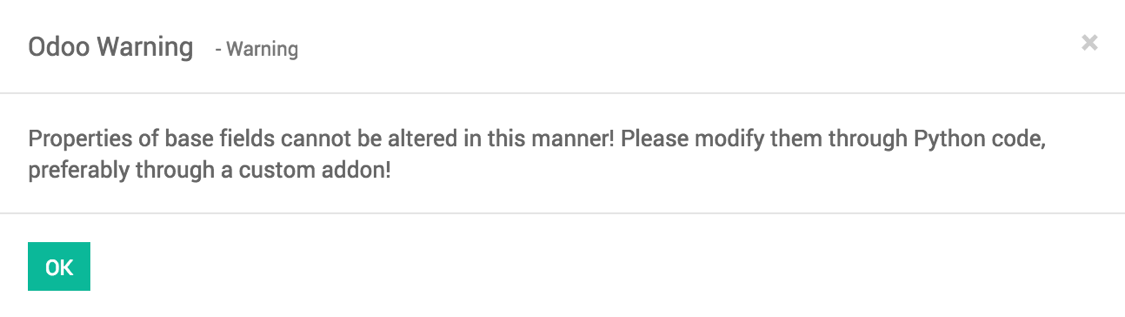 Odoo Warning - Warning
×
Properties of base fields cannot be altered in this manner! Please modify them through Python code,
preferably through a custom addon!
OK